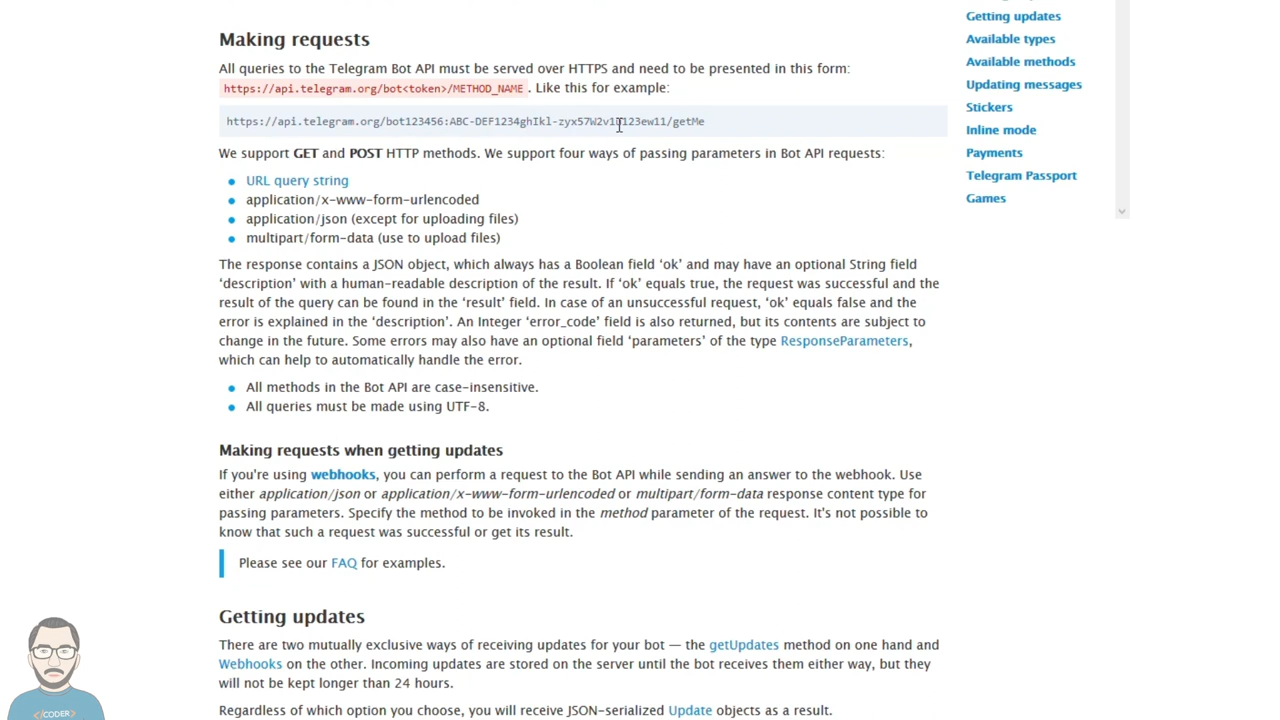 Making requests
All queries to the Telegram Bot API must be served over HTTPS and need to be presented in this form:
https://api.telegram.org/bot<token>/METHOD_NAME . Like this for example:
https://api.telegram.org/bot123456:ABC-DEF1234ghIkl-zyx57W2v1u123ew11/getMe
We support GET and POST HTTP methods. We support four ways of passing parameters in Bot API requests:
URL query string
application/x-www-form-urlencoded
application/json (except for uploading files)
multipart/form-data (use to upload files)
The response contains a JSON object, which always has a Boolean field ‘ok’ and may have an optional String field
‘description’ with a human-readable description of the result. If ‘ok’ equals true, the request was successful and the
result of the query can be found in the ‘result’ field. In case of an unsuccessful request, ‘ok’ equals false and the
error is explained in the ‘description’. An Integer ‘error_code’ field is also returned, but its contents are subject to
change in the future. Some errors may also have an optional field ‘parameters’ of the type ResponseParameters,
which can help to automatically handle the error.
All methods in the Bot API are case-insensitive.
All queries must be made using UTF-8.
Making requests when getting updates
If you're using webhooks, you can perform a request to the Bot API while sending an answer to the webhook. Use
either application/json or application/x-www-form-urlencoded or multipart/form-data response content type for
passing parameters. Specify the method to be invoked in the method parameter of the request. It's not possible to
know that such a request was successful or get its result.
Please see our FAQ for examples.
Getting updates
There are two mutually exclusive ways of receiving updates for your bot — the getUpdates method on one hand and
Webhooks on the other. Incoming updates are stored on the server until the bot receives them either way, but they
will not be kept longer than 24 hours.
Regardless of which option you choose, you will receive JSON-serialized Update objects as a result.
Getting updates
Available types
Available methods
Updating messages
Stickers
Inline mode
Payments
Telegram Passport
Games
</CODER>